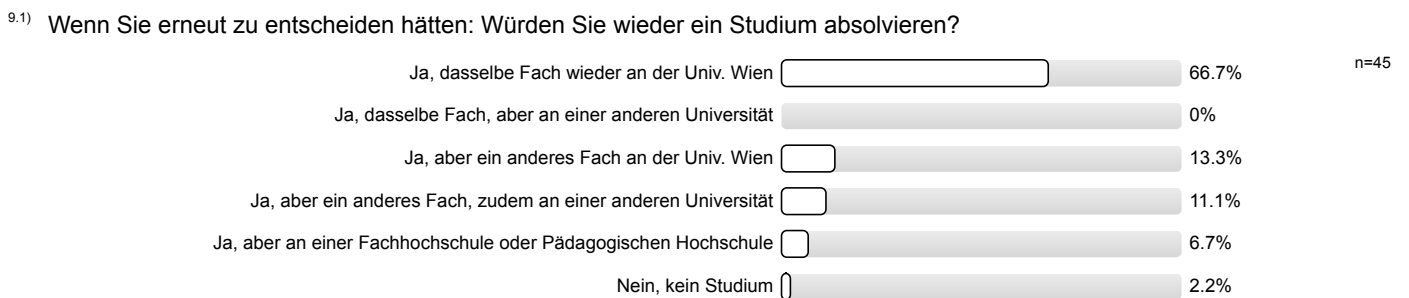 9.1) Wenn Sie erneut zu entscheiden hätten: Würden Sie wieder ein Studium absolvieren?
Ja, dasselbe Fach wieder an der Univ. Wien 66.7% n=45
Ja, dasselbe Fach, aber an einer anderen Universität 0%
Ja, aber ein anderes Fach an der Univ. Wien 13.3%
Ja, aber ein anderes Fach, zudem an einer anderen Universität 11.1%
Ja, aber an einer Fachhochschule oder Pädagogischen Hochschule 6.7%
Nein, kein Studium 2.2%